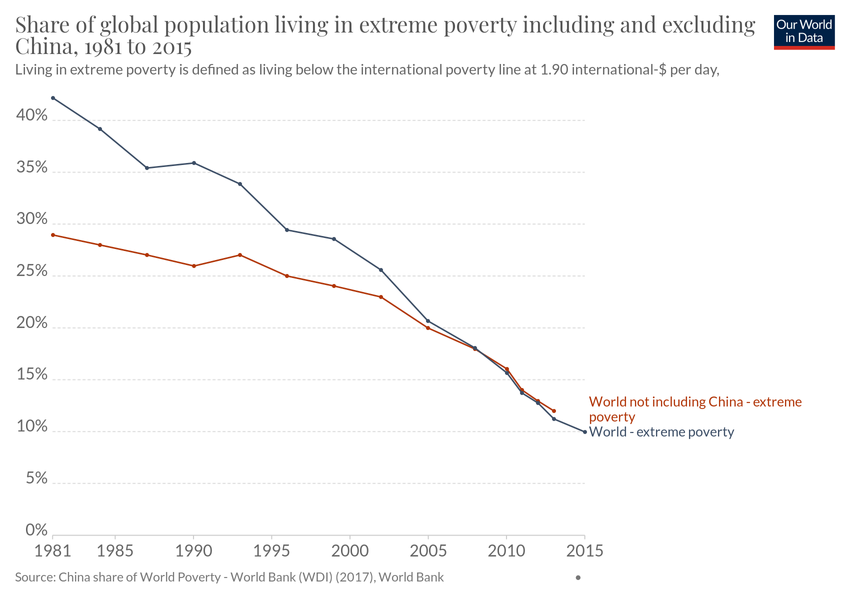 Share of global population living in extreme poverty including and excluding
China, 1981 to 2015
Our World
in Data
Living in extreme poverty is defined as living below the international poverty line at 1.90 international-$ per day,
40%
35%
30%
25%
20%
15%
10%
5%
0%
World not including China - extreme
poverty
World - extreme poverty
1981 1985 1990 1995 2000 2005 2010 2015
Source: China share of World Poverty - World Bank (WDI) (2017), World Bank